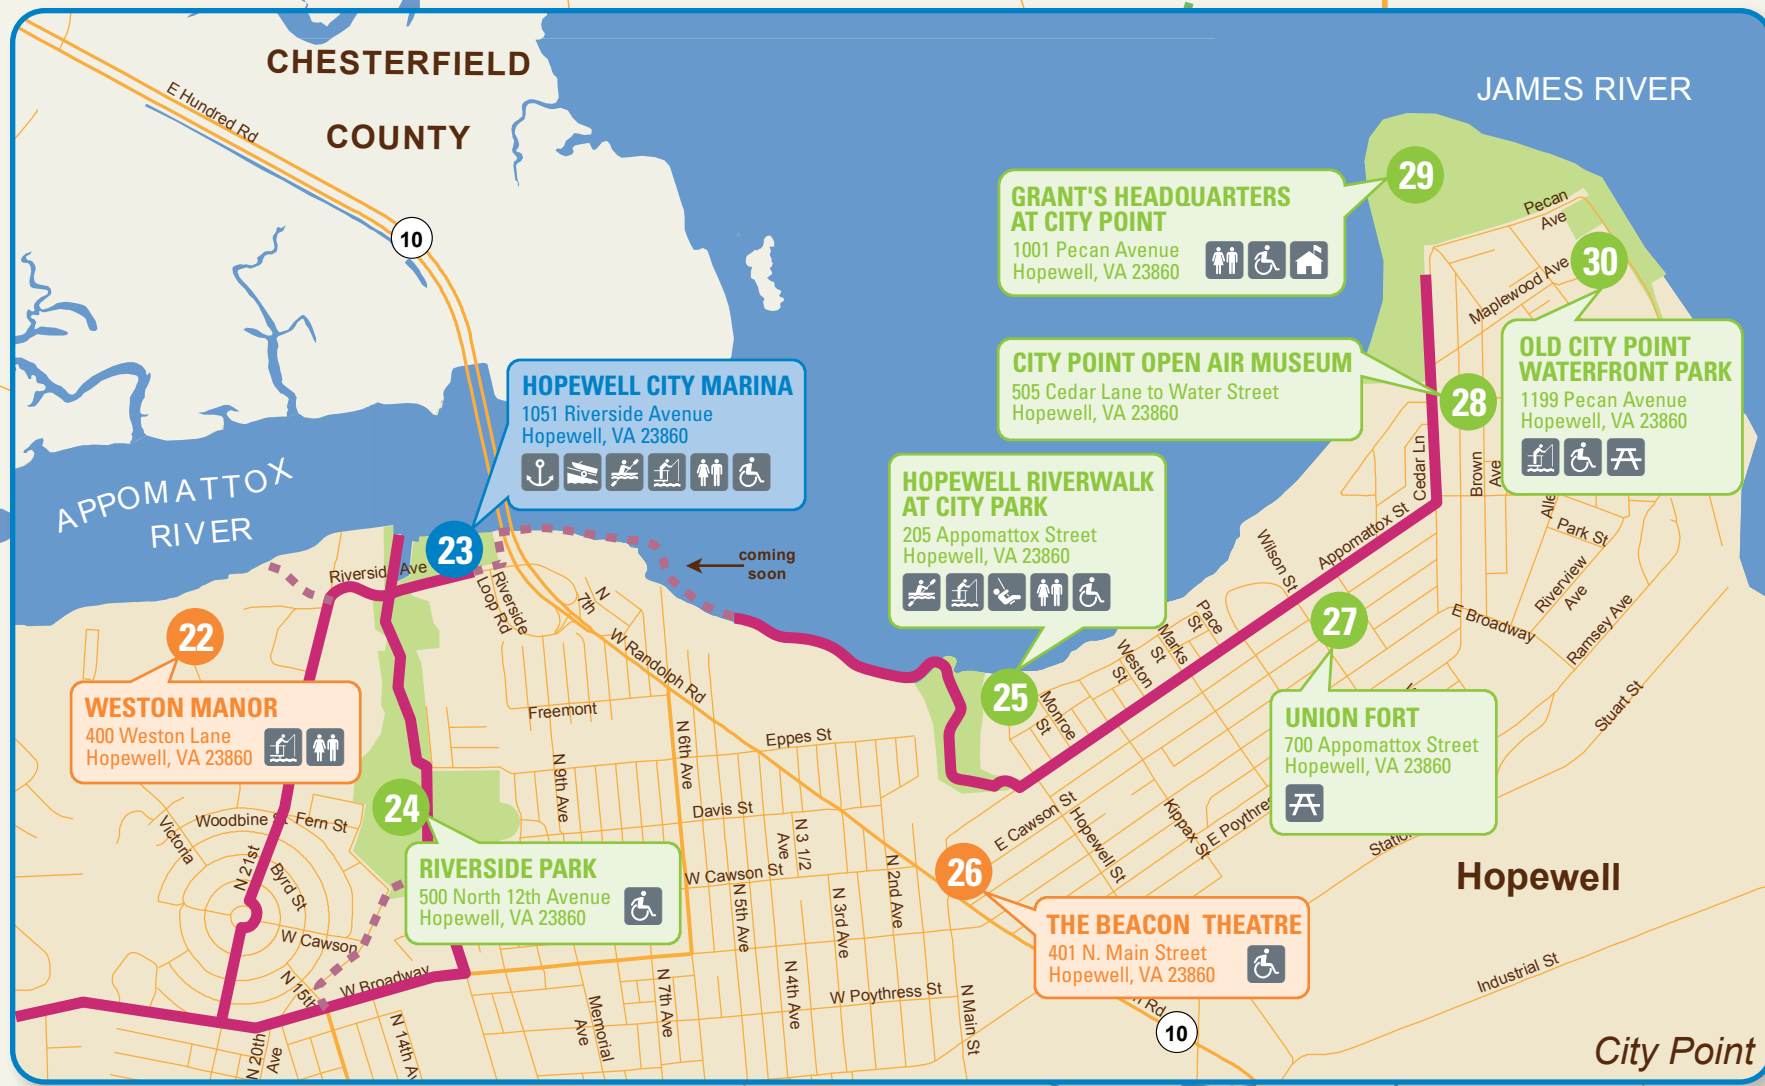 CHESTERFIELD
COUNTY
E Hundred Rd
10
JAMES RIVER
APPOMATTOX
RIVER
29
GRANT'S HEADQUARTERS
AT CITY POINT
1001 Pecan Avenue
Hopewell, VA 23860
Pecan
Ave
30
Maplewood Ave
OLD CITY POINT
WATERFRONT PARK
1199 Pecan Avenue
Hopewell, VA 23860
CITY POINT OPEN AIR MUSEUM
505 Cedar Lane to Water Street
Hopewell, VA 23860
28
HOPEWELL CITY MARINA
1051 Riverside Avenue
Hopewell, VA 23860
23
HOPEWELL RIVERWALK
AT CITY PARK
205 Appomattox Street
Hopewell, VA 23860
25
coming
soon
Cedar Ln
Brown
Ave
Park St
Riverview
Ave
Ramsey Ave
E Broadway
Stuart St
Appomattox St
Wilson St
Pace
St
Marks
St
Weston
St
Monroe
St
27
UNION FORT
700 Appomattox Street
Hopewell, VA 23860
Riverside Ave
Riverside
Loop Rd
N
7th
W Randolph Rd
22
WESTON MANOR
400 Weston Lane
Hopewell, VA 23860
Freemont
N 9th Ave
N 6th Ave
Eppes St
Davis St
N 3 1/2
Ave
W Cawson St
N 5th Ave
N 3rd Ave
N 2nd Ave
24
RIVERSIDE PARK
500 North 12th Avenue
Hopewell, VA 23860
Victoria
Woodbine St
Fern St
N 21st
Byrd St
W Cawson
N 15th
W Broadway
N 20th
Ave
N 14th Av
Memorial
Ave
N 7th Ave
N 4th Ave
W Poythress St
N Main St
E Cawson St
Hopewell St
Kippax St
E Poythres
Station
26
THE BEACON THEATRE
401 N. Main Street
Hopewell, VA 23860
Rd
10
Hopewell
Industrial St
City Point